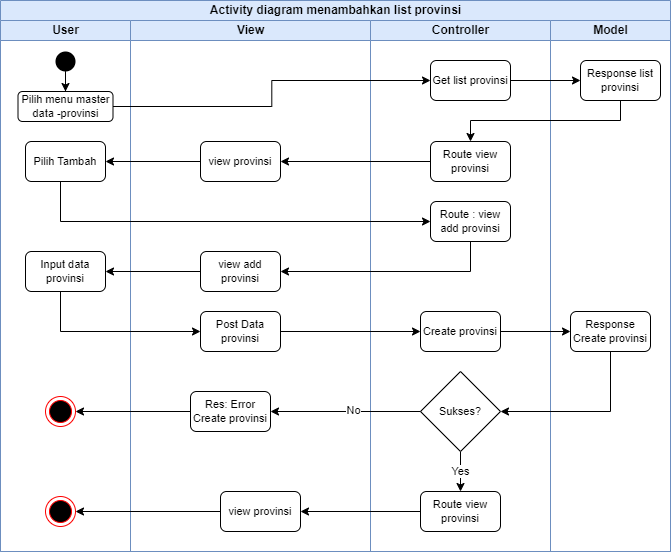 Activity diagram menambahkan list provinsi
User
View
Controller
Model
Pilih menu master
data -provinsi
Get list provinsi
Response list
provinsi
Pilih Tambah
view provinsi
Route view
provinsi
Route : view
add provinsi
Input data
provinsi
view add
provinsi
Post Data
provinsi
Create provinsi
Response
Create provinsi
Res: Error
Create provinsi
No
Sukses?
Yes
view provinsi
Route view
provinsi